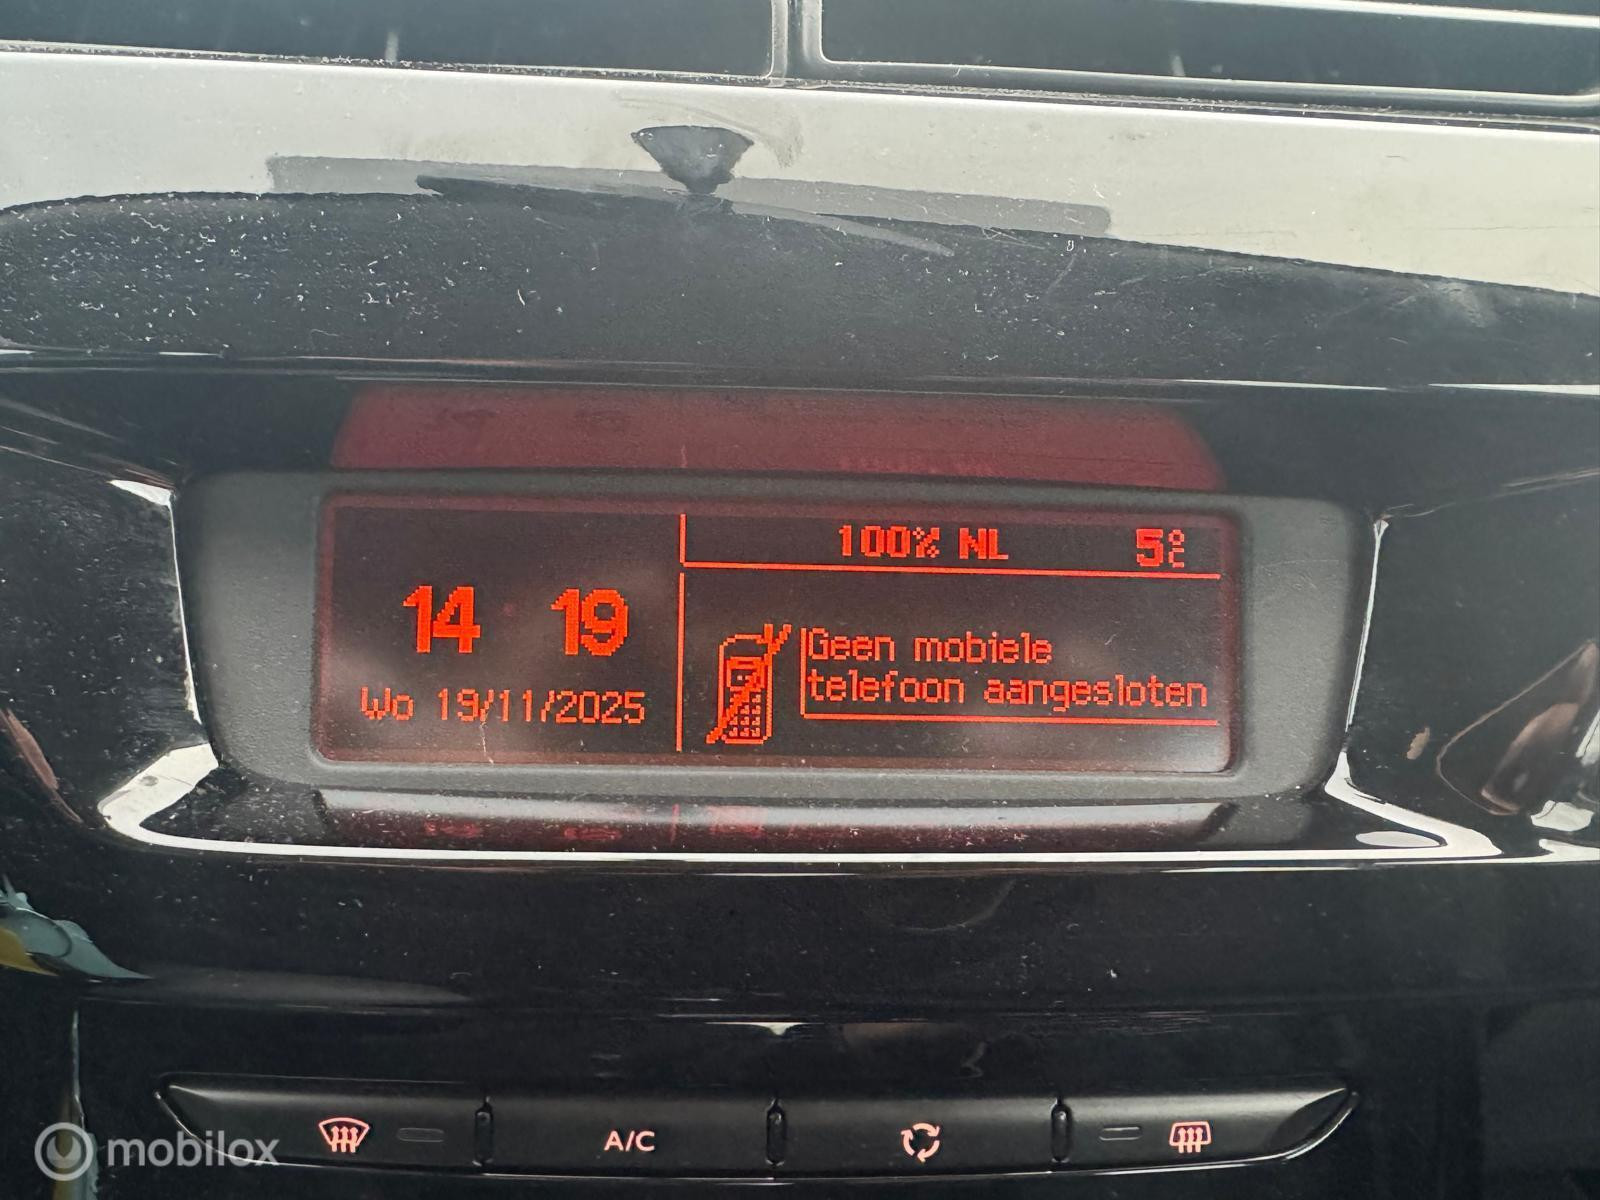 100% NL 5°C
14 19
Wo 19/11/2025
Geen mobiele
telefoon aangesloten
A/C
mobilox